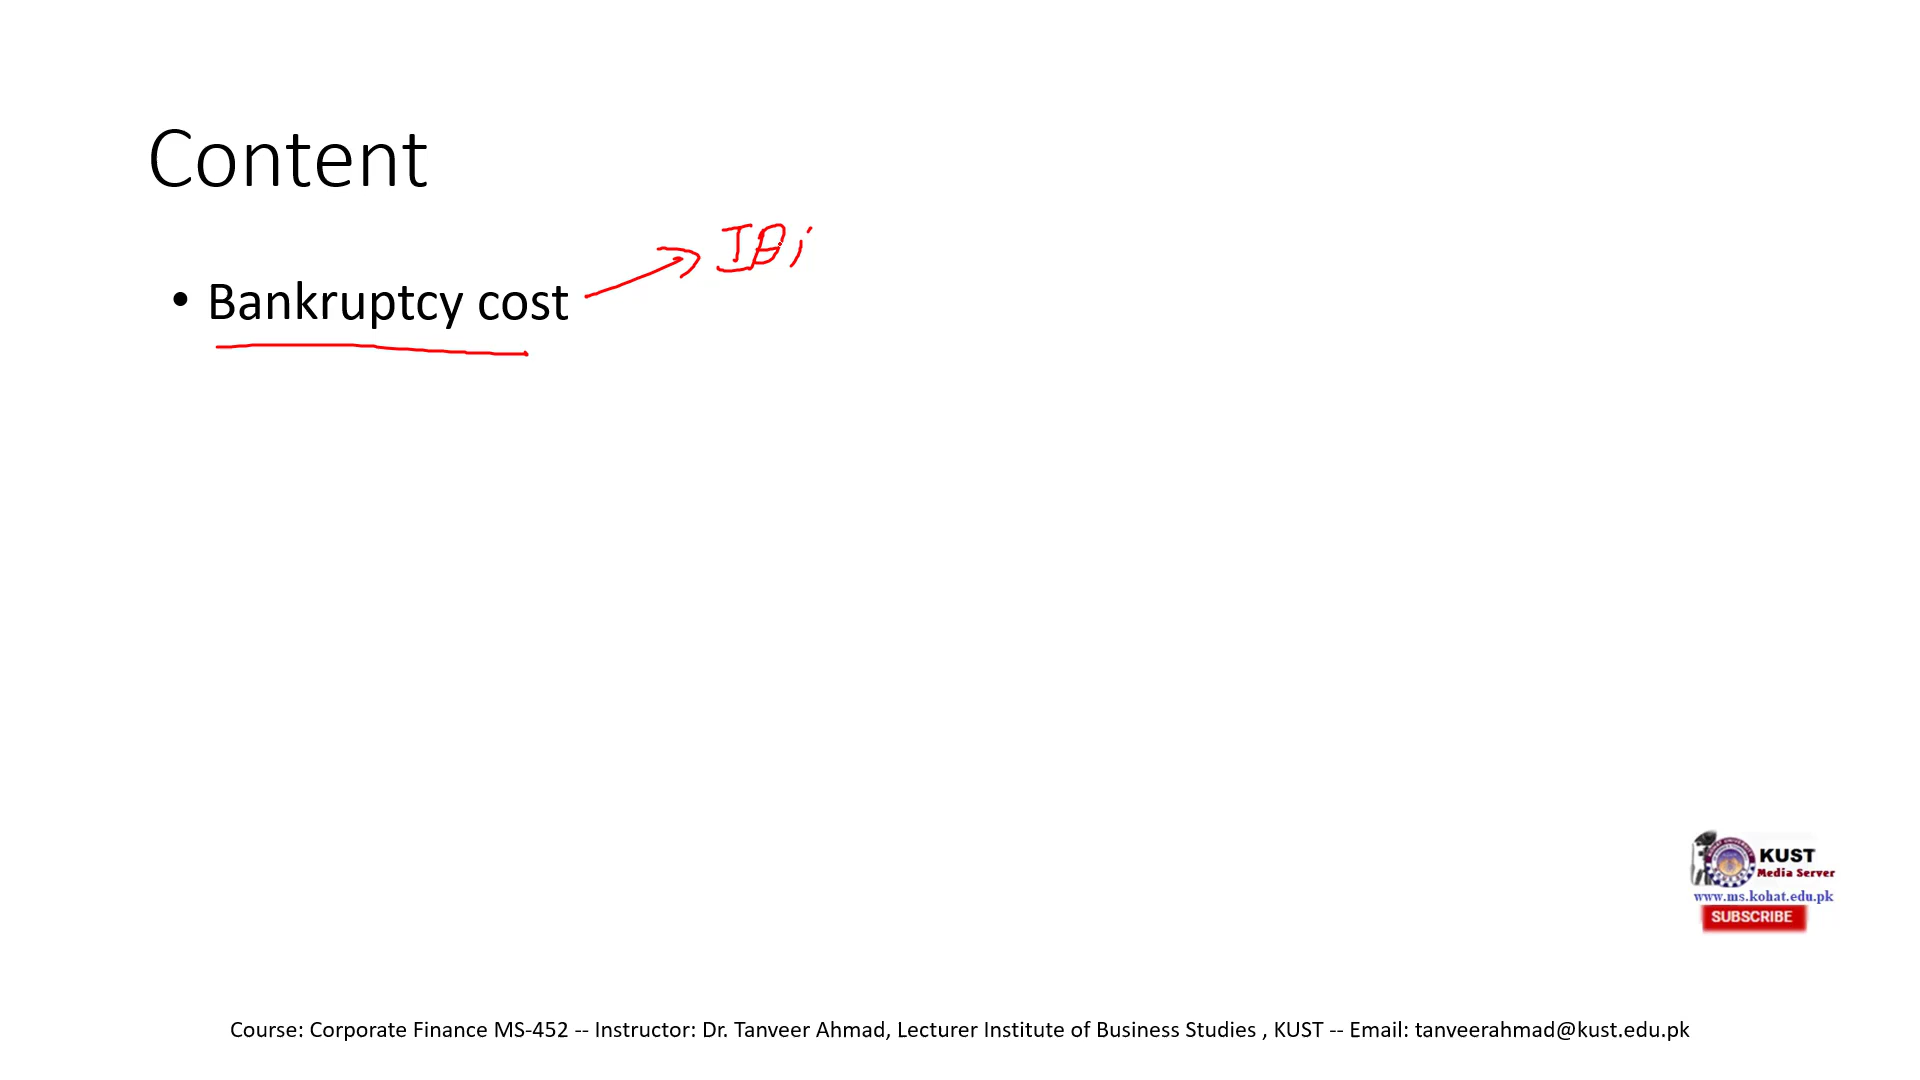 Content
IBi
• Bankruptcy cost
KUST
Media Server
www.ms.kohat.edu.pk
SUBSCRIBE
Course: Corporate Finance MS-452 -- Instructor: Dr. Tanveer Ahmad, Lecturer Institute of Business Studies , KUST -- Email: tanveerahmad@kust.edu.pk